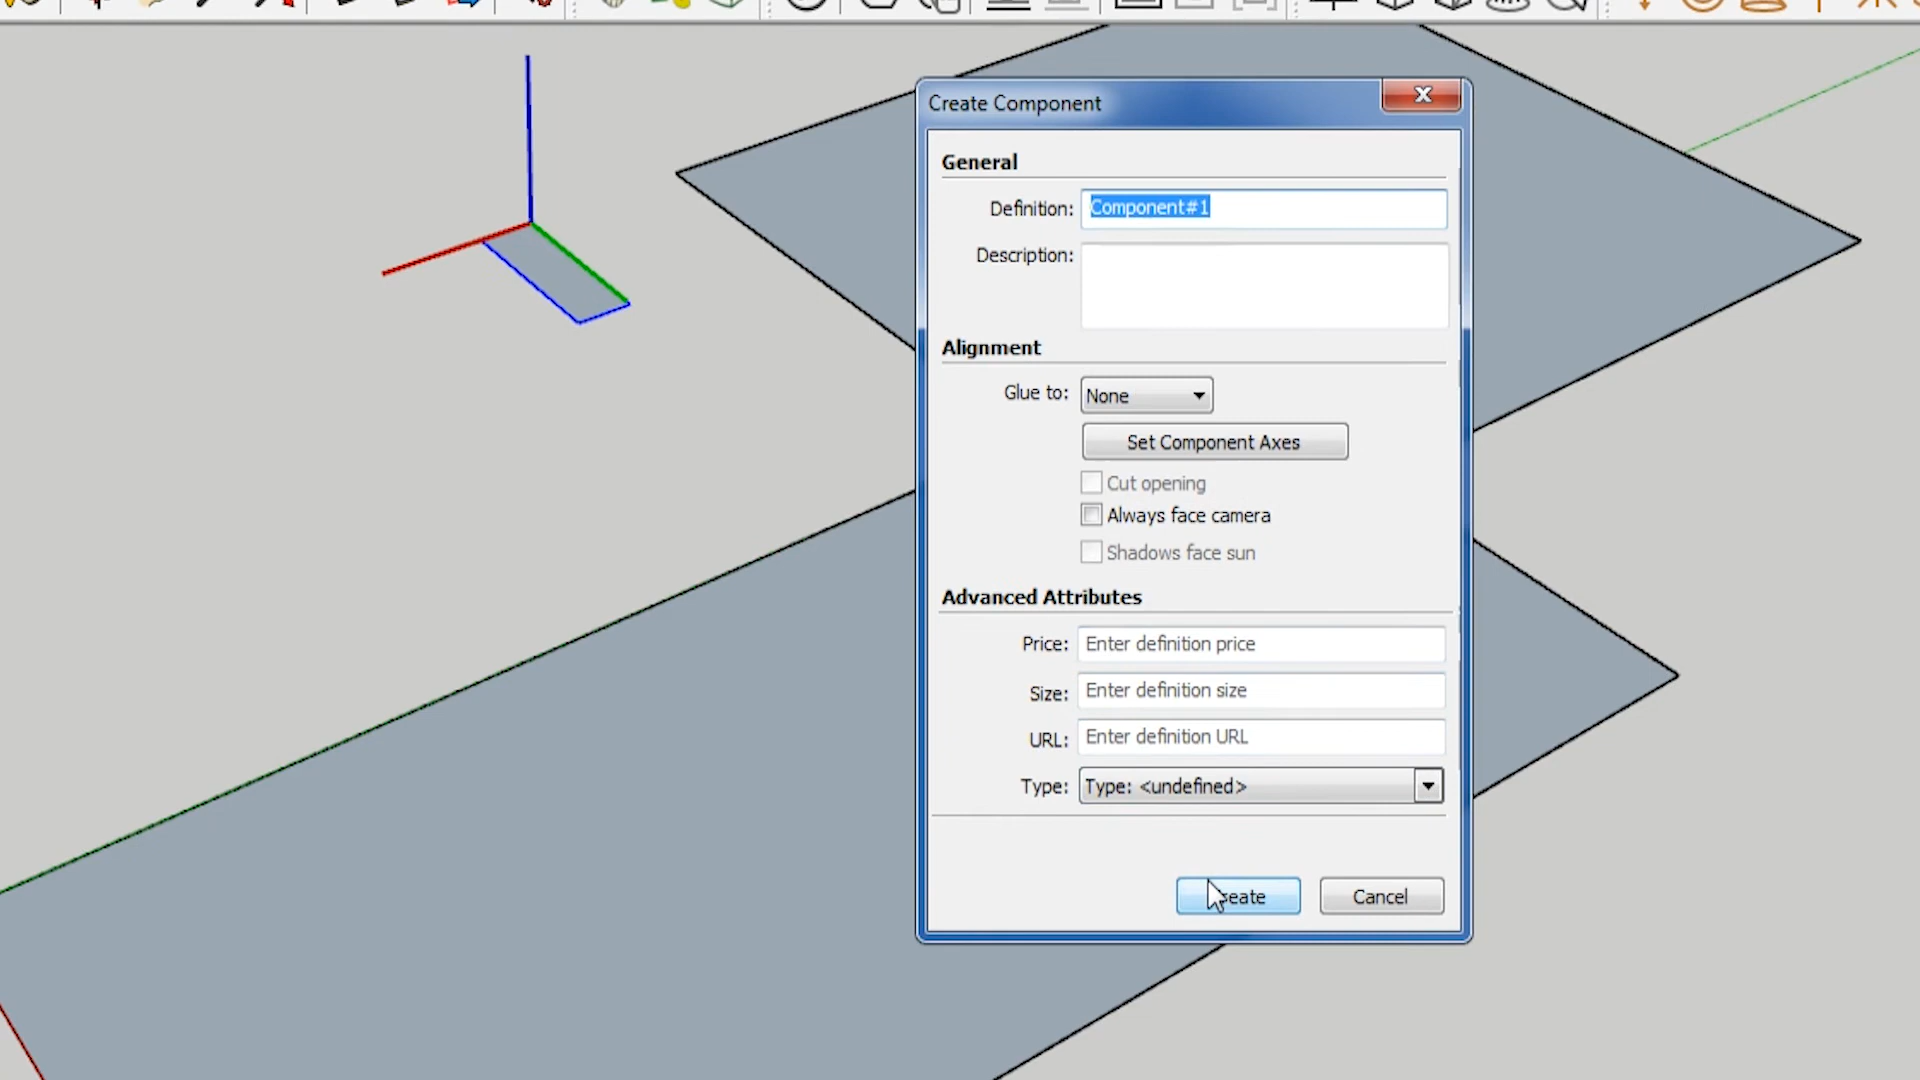 Create Component
General
Definition: Component#1
Description:
Alignment
Glue to: None
Set Component Axes
Cut opening
Always face camera
Shadows face sun
Advanced Attributes
Price: Enter definition price
Size: Enter definition size
URL: Enter definition URL
Type: Type: <undefined>
Create Cancel